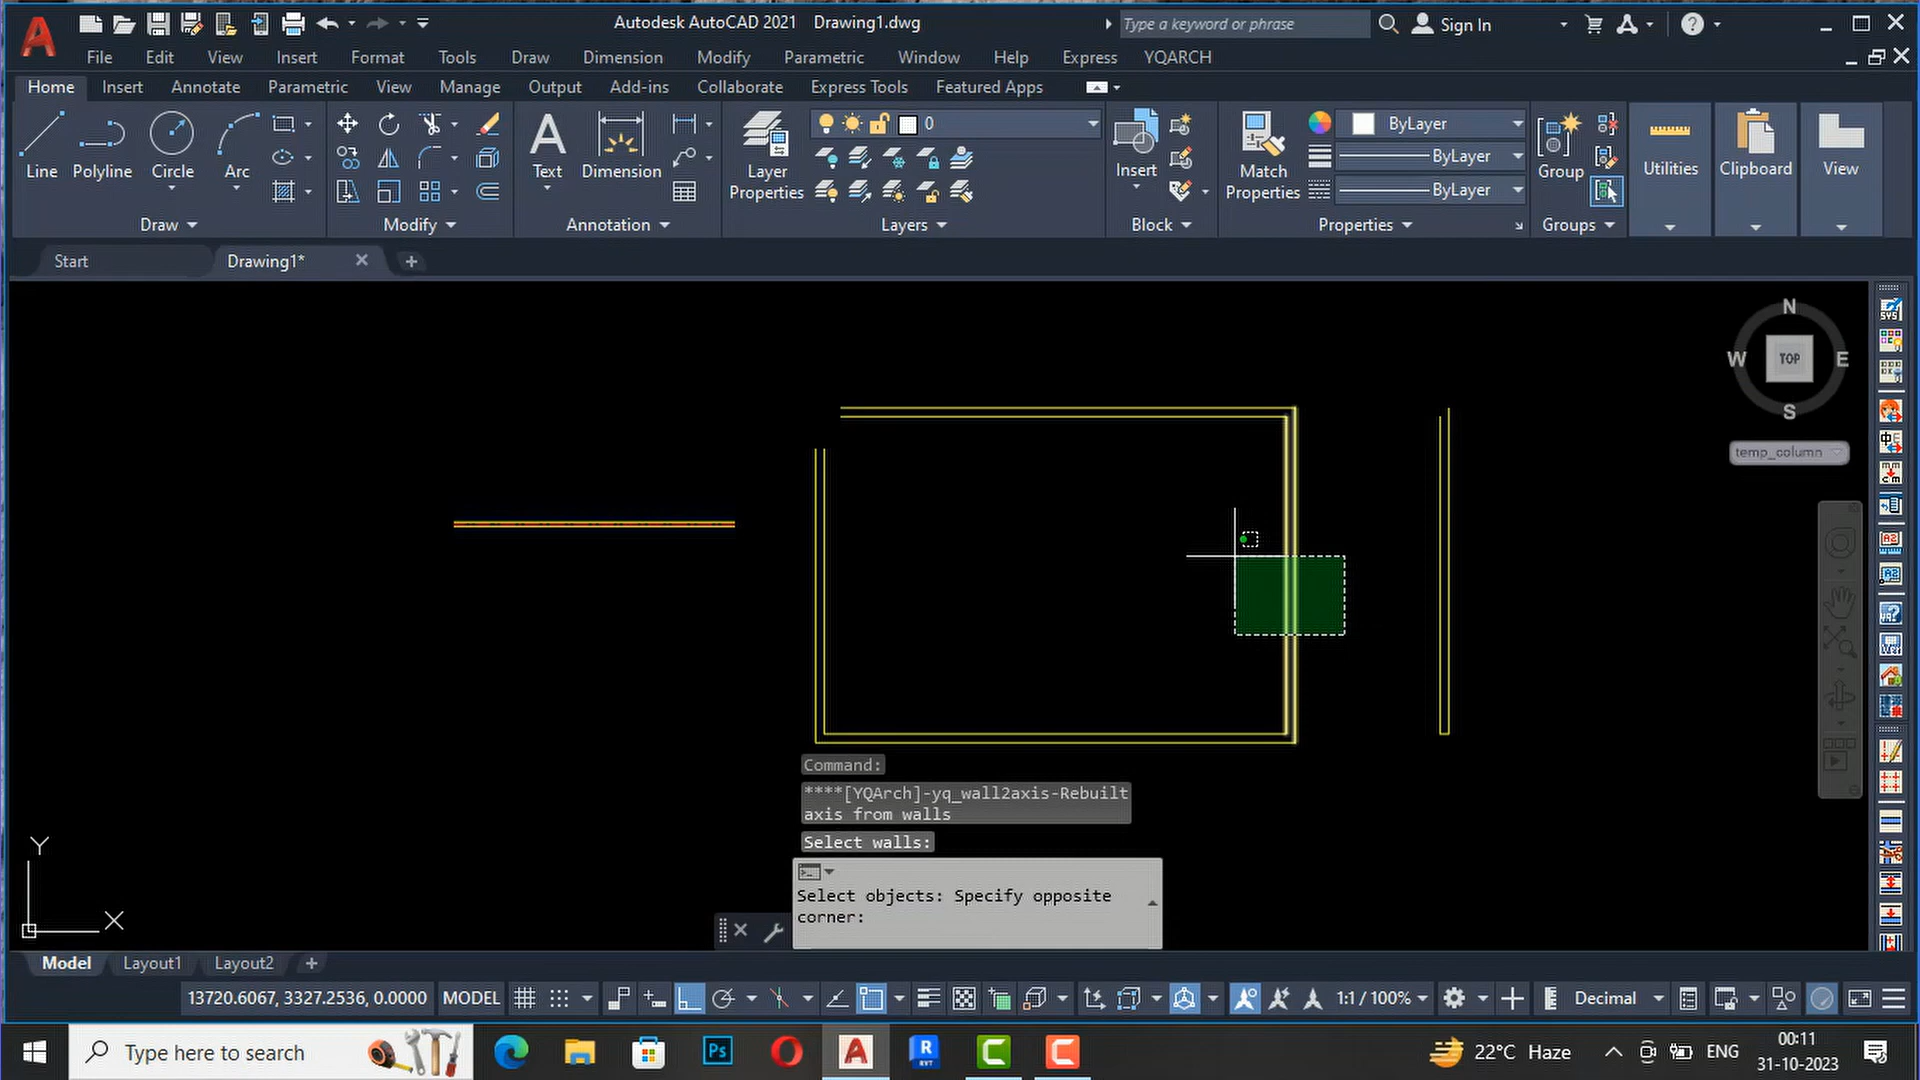 Autodesk AutoCAD 2021 Drawing1.dwg
Type a keyword or phrase
Sign In
File Edit View Insert Format Tools Draw Dimension Modify Parametric Window Help Express YQARCH
Home Insert Annotate Parametric View Manage Output Add-ins Collaborate Express Tools Featured Apps
0
ByLayer
ByLayer
ByLayer
Line Polyline Circle Arc
Text Dimension
Layer
Properties
Insert
Match
Properties
Group
Utilities
Clipboard
View
Draw Modify Annotation Layers Block Properties Groups
Start Drawing1*
N
W TOP E
S
temp_column
Command:
****[YQArch]-yq_wall2axis-Rebuilt
axis from walls
Select walls:
Select objects: Specify opposite
corner:
Y
X
Model Layout1 Layout2
13720.6067, 3327.2536, 0.0000 MODEL 1:1 / 100% Decimal
Type here to search
Ps
R
RVT
22°C Haze
ENG
00:11
31-10-2023